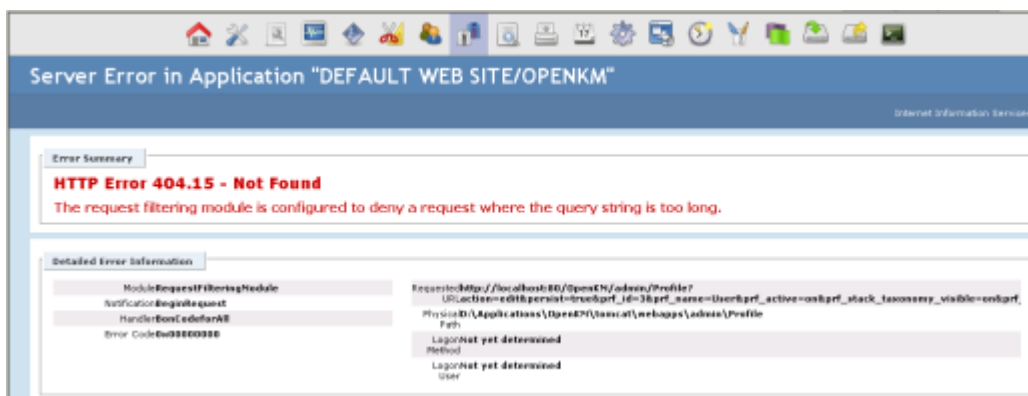 Server Error in Application "DEFAULT WEB SITE/OPENKM"
Internet Information Service
Error Summary
HTTP Error 404.15 - Not Found
The request filtering module is configured to deny a request where the query string is too long.
Detailed Error Information
Module RequestFilteringModule
Notification BeginRequest
Handler BonCodeforAll
Error Code 0x00000000
Requested http://localhost:80/OpenKM/admin/Profile?
URL action=edit&persist=true&prf_id=3&prf_name=User&prf_active=on&prf_stack_taxonomy_visible=on&prf_
Physical D:\Applications\OpenKM\tomcat\webapps\admin\Profile
Path
Logon Not yet determined
Method
Logon Not yet determined
User